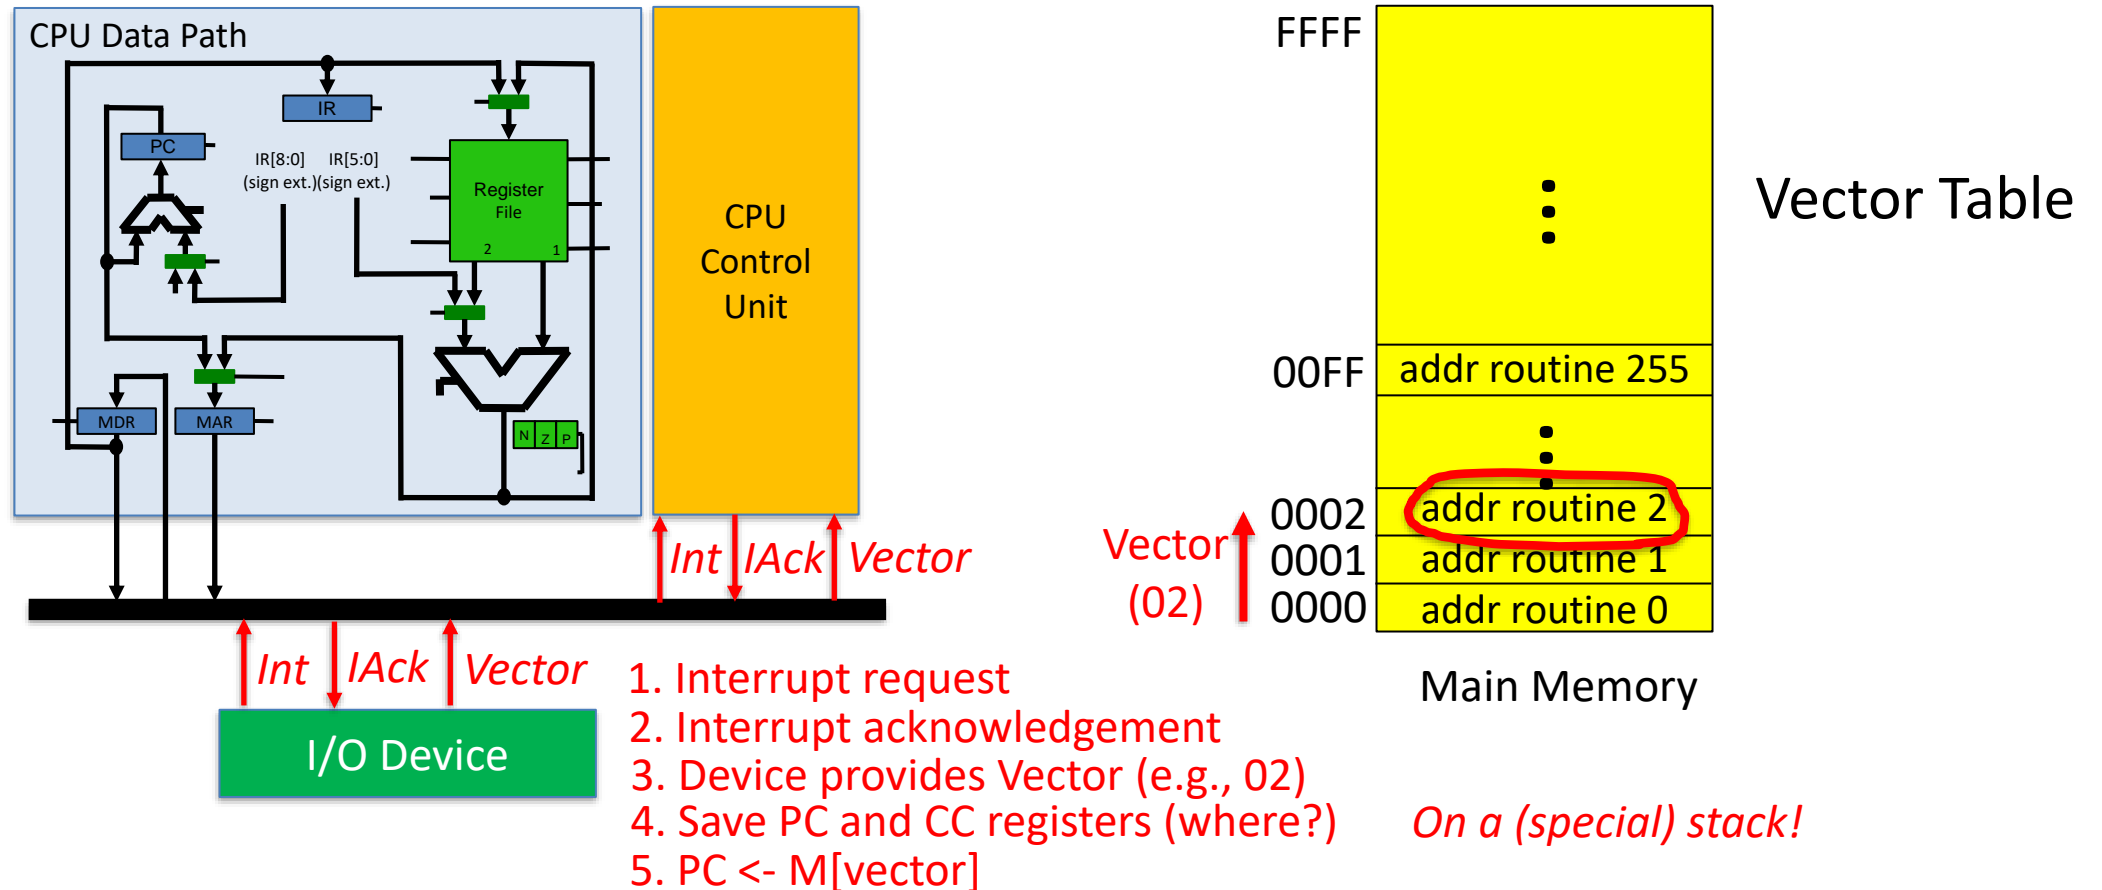 CPU Data Path
IR
PC
IR[8:0] IR[5:0]
(sign ext.)(sign ext.)
Register
File
2 1
MDR
MAR
N Z P
CPU
Control
Unit
Int IAck Vector
Int IAck Vector
I/O Device
1. Interrupt request
2. Interrupt acknowledgement
3. Device provides Vector (e.g., 02)
4. Save PC and CC registers (where?)
On a (special) stack!
5. PC <- M[vector]
FFFF
Vector Table
00FF addr routine 255
0002 addr routine 2
0001 addr routine 1
0000 addr routine 0
Vector
(02)
Main Memory